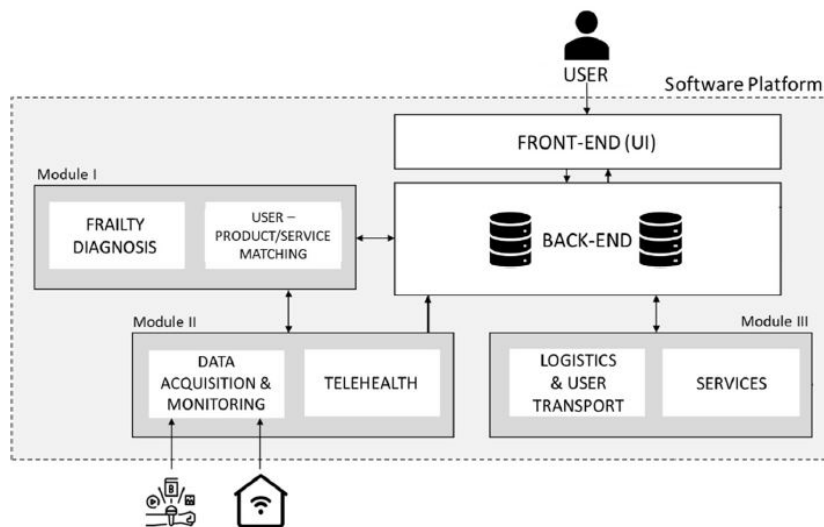 USER
Software Platform
FRONT-END (UI)
Module I
FRAILTY
DIAGNOSIS
USER –
PRODUCT/SERVICE
MATCHING
BACK-END
Module II
DATA
ACQUISITION &
MONITORING
TELEHEALTH
Module III
LOGISTICS
& USER
TRANSPORT
SERVICES
B